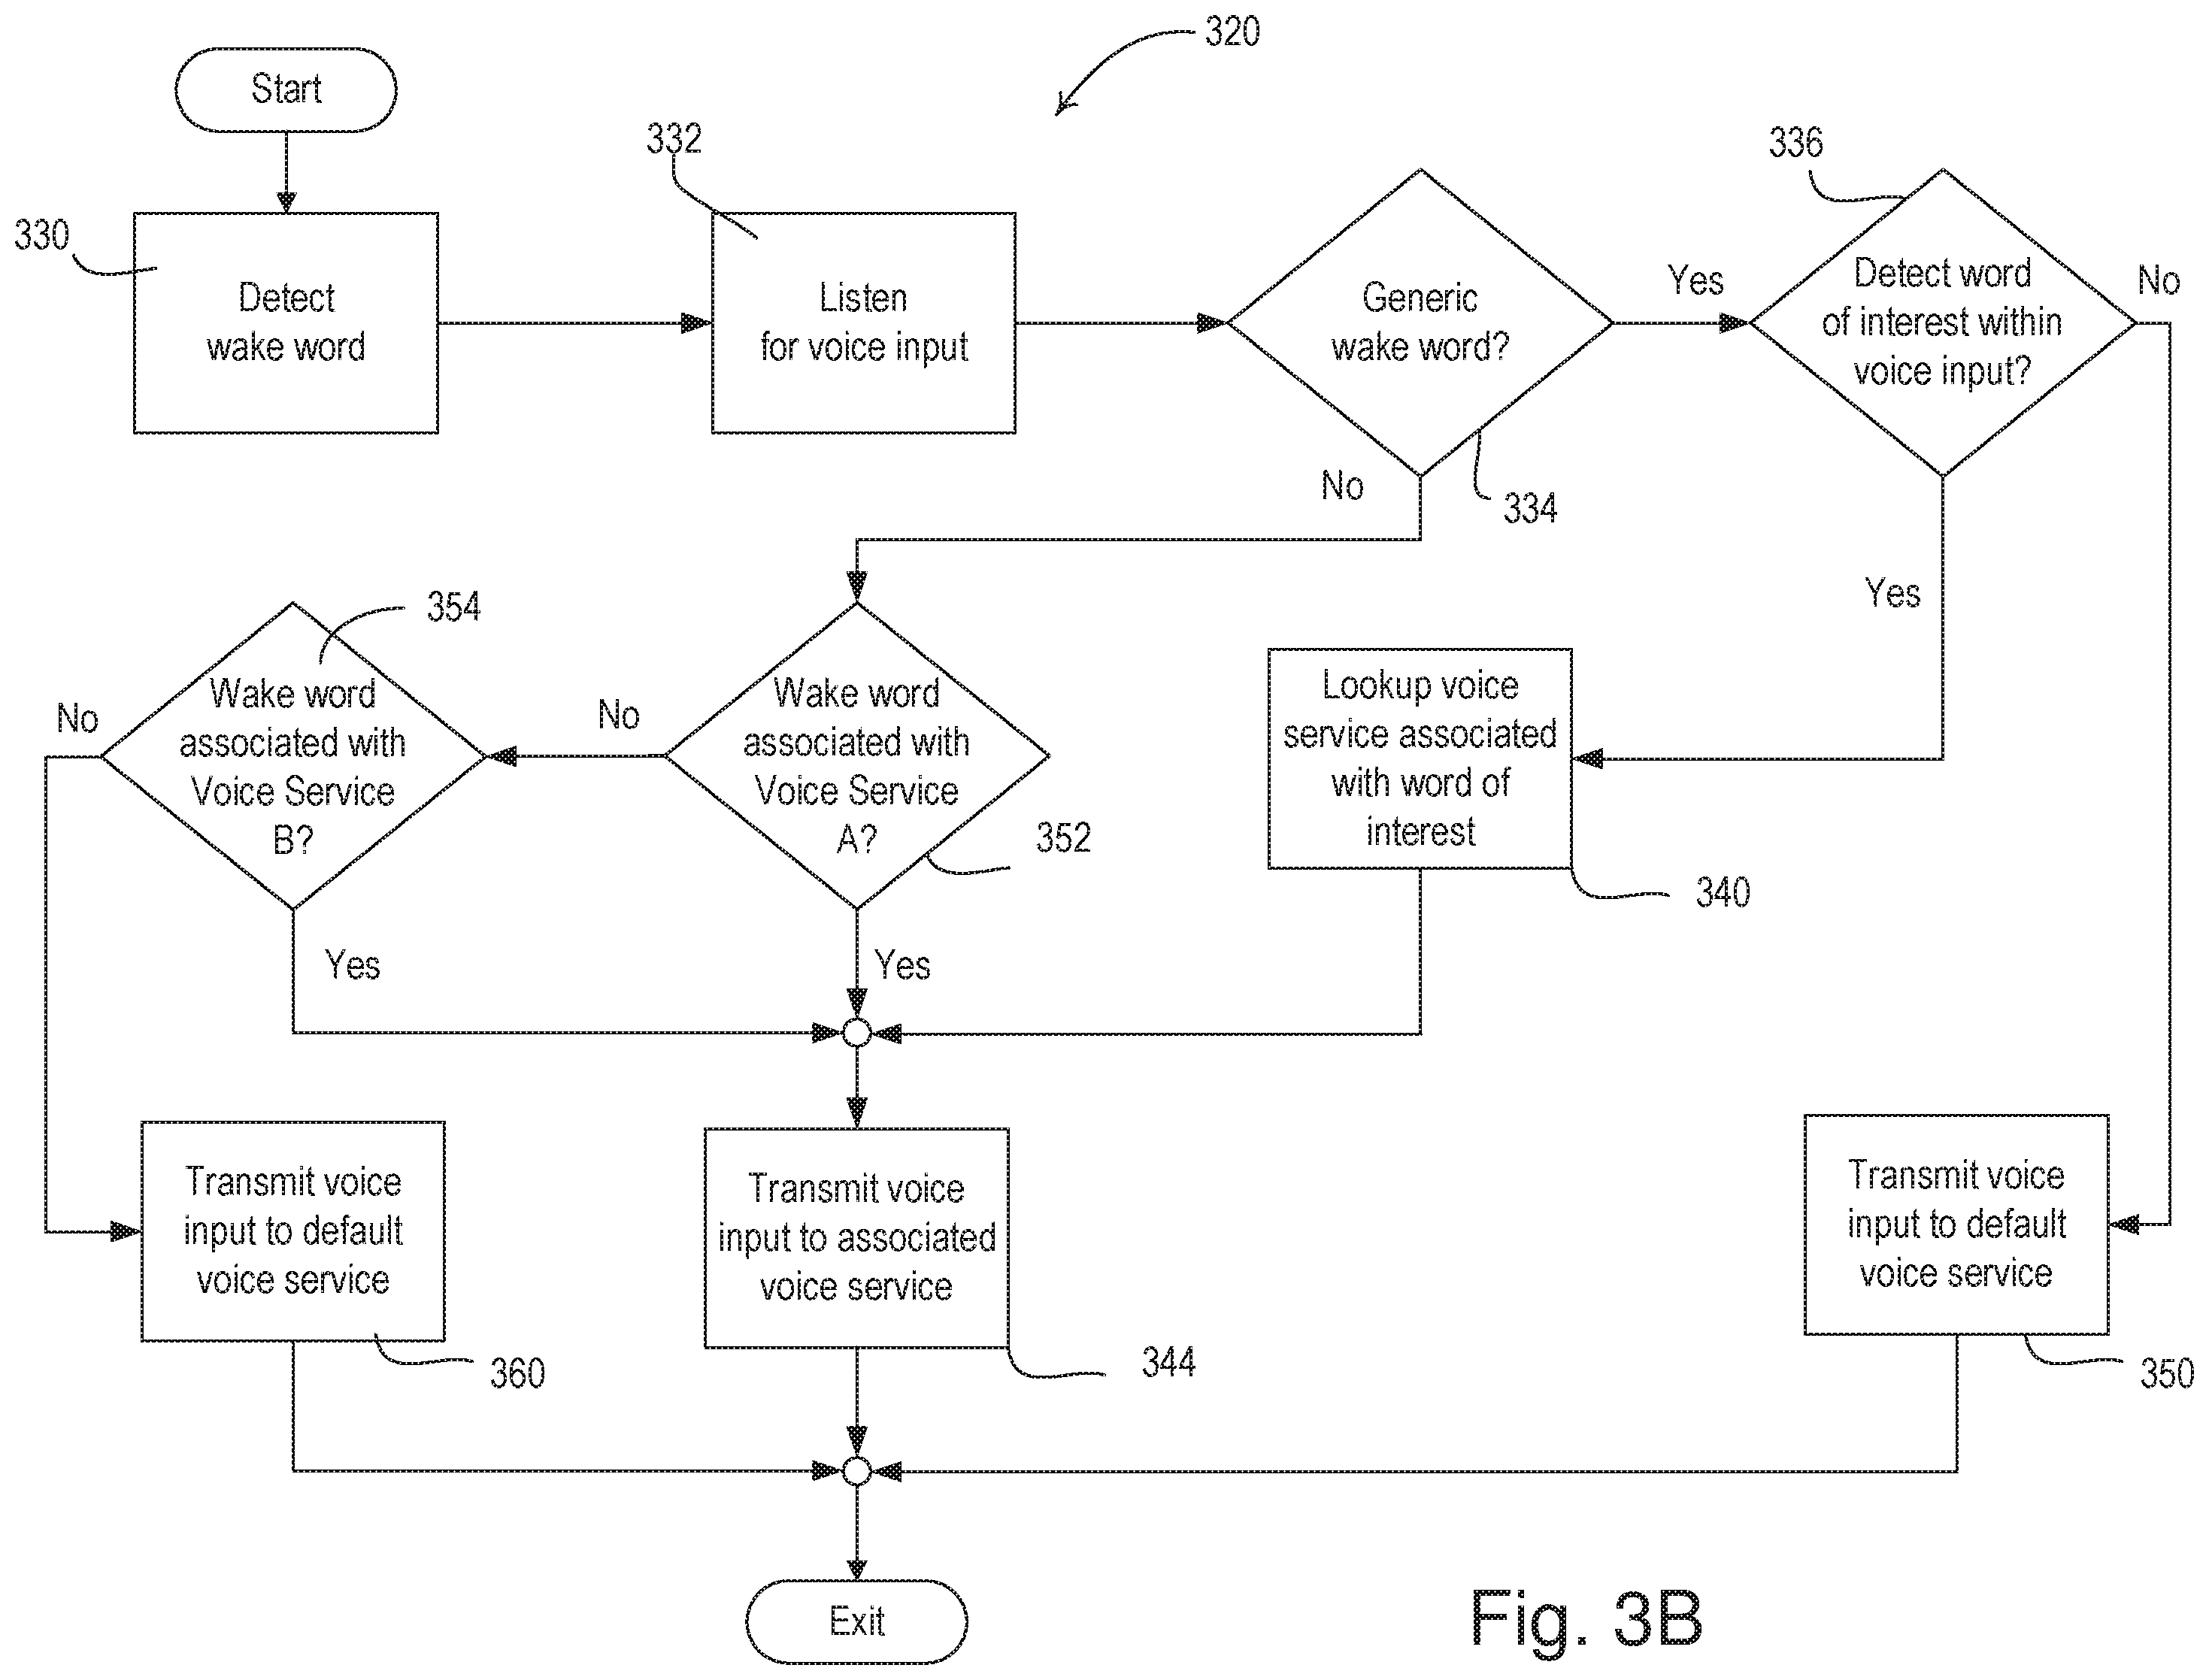 320
Start
332
336
330
Detect
wake word
Listen
for voice input
Generic
wake word?
Yes
Detect word
of interest within
voice input?
No
No
334
Yes
354
Wake word
associated with
Voice Service
B?
No
No
Wake word
associated with
Voice Service
A?
352
Lookup voice
service associated
with word of
interest
340
Yes
Yes
Transmit voice
input to default
voice service
360
Transmit voice
input to associated
voice service
344
Transmit voice
input to default
voice service
350
Exit
Fig. 3B